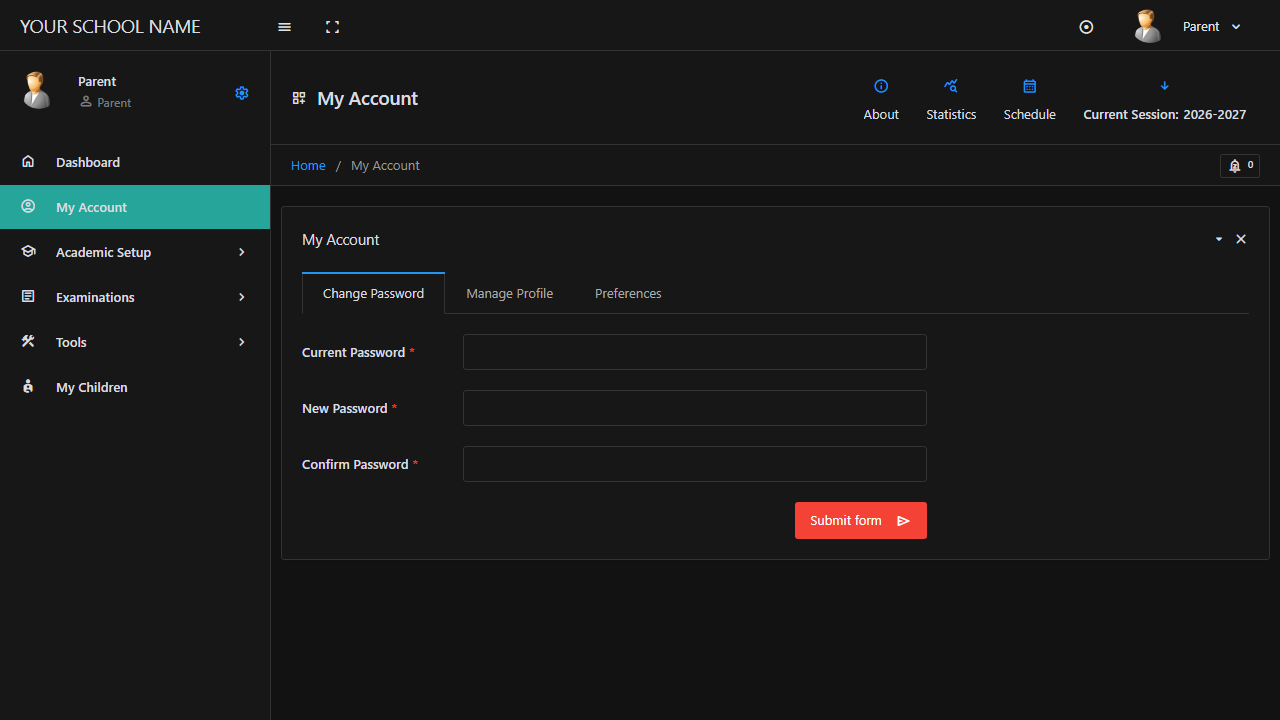 YOUR SCHOOL NAME
Parent
Parent
Parent
Dashboard
My Account
Academic Setup
Examinations
Tools
My Children
My Account
About
Statistics
Schedule
Current Session: 2026-2027
Home / My Account
0
My Account
Change Password
Manage Profile
Preferences
Current Password *
New Password *
Confirm Password *
Submit form